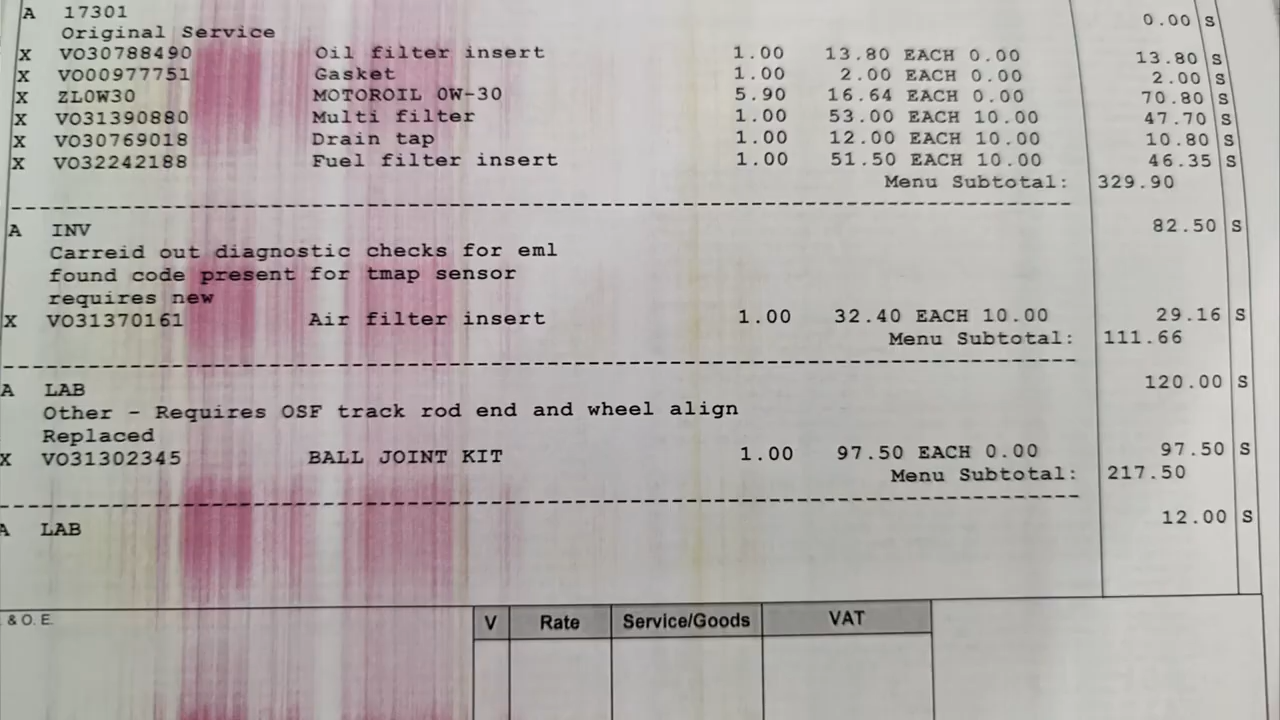 A 17301 0.00 S
Original Service
X VO30788490 Oil filter insert 1.00 13.80 EACH 0.00 13.80 S
X VO00977751 Gasket 1.00 2.00 EACH 0.00 2.00 S
X ZL0W30 MOTOROIL 0W-30 5.90 16.64 EACH 0.00 70.80 S
X VO31390880 Multi filter 1.00 53.00 EACH 10.00 47.70 S
X VO30769018 Drain tap 1.00 12.00 EACH 10.00 10.80 S
X VO32242188 Fuel filter insert 1.00 51.50 EACH 10.00 46.35 S
Menu Subtotal: 329.90
A INV 82.50 S
Carreid out diagnostic checks for eml
found code present for tmap sensor
requires new
X VO31370161 Air filter insert 1.00 32.40 EACH 10.00 29.16 S
Menu Subtotal: 111.66
A LAB 120.00 S
Other - Requires OSF track rod end and wheel align
Replaced
X VO31302345 BALL JOINT KIT 1.00 97.50 EACH 0.00 97.50 S
Menu Subtotal: 217.50
A LAB 12.00 S
& O. E.
V Rate Service/Goods VAT